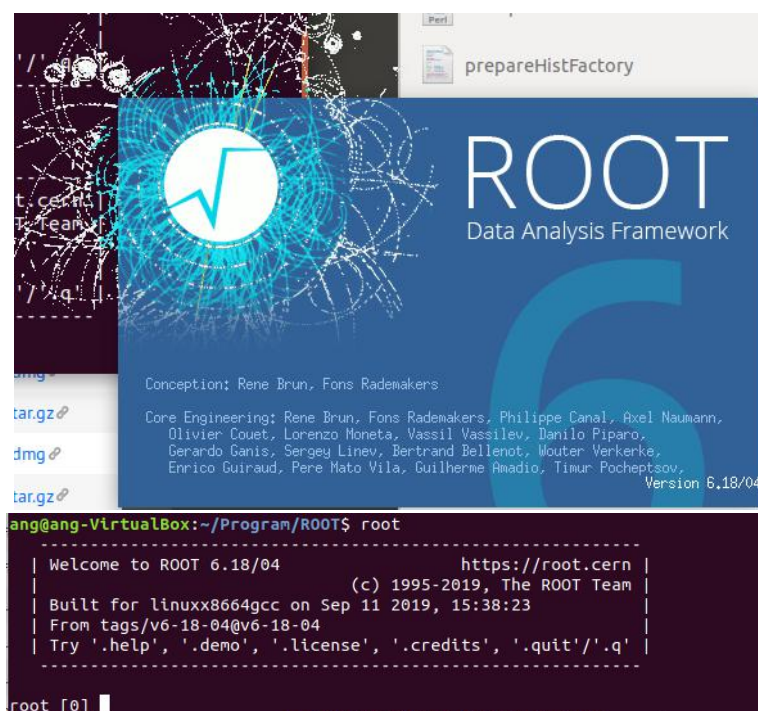 Perl
prepareHistFactory
'/'
t.cern |
T Team |
'/'.q' |
ROOT
Data Analysis Framework
6
Conception: Rene Brun, Fons Rademakers
Core Engineering: Rene Brun, Fons Rademakers, Philippe Canal, Axel Naumann,
Olivier Couet, Lorenzo Moneta, Vassil Vassilev, Danilo Piparo,
Gerardo Ganis, Sergey Linev, Bertrand Bellenot, Wouter Verkerke,
Enrico Guiraud, Pere Mato Vila, Guilherme Amadio, Timur Pocheptsov,
Version 6.18/04
tar.gz
dmg
tar.gz
ang@ang-VirtualBox:~/Program/ROOT$ root
------------------------------------------------------------
| Welcome to ROOT 6.18/04 https://root.cern |
| (c) 1995-2019, The ROOT Team |
| Built for linuxx8664gcc on Sep 11 2019, 15:38:23 |
| From tags/v6-18-04@v6-18-04 |
| Try '.help', '.demo', '.license', '.credits', '.quit'/'.q' |
------------------------------------------------------------
root [0]